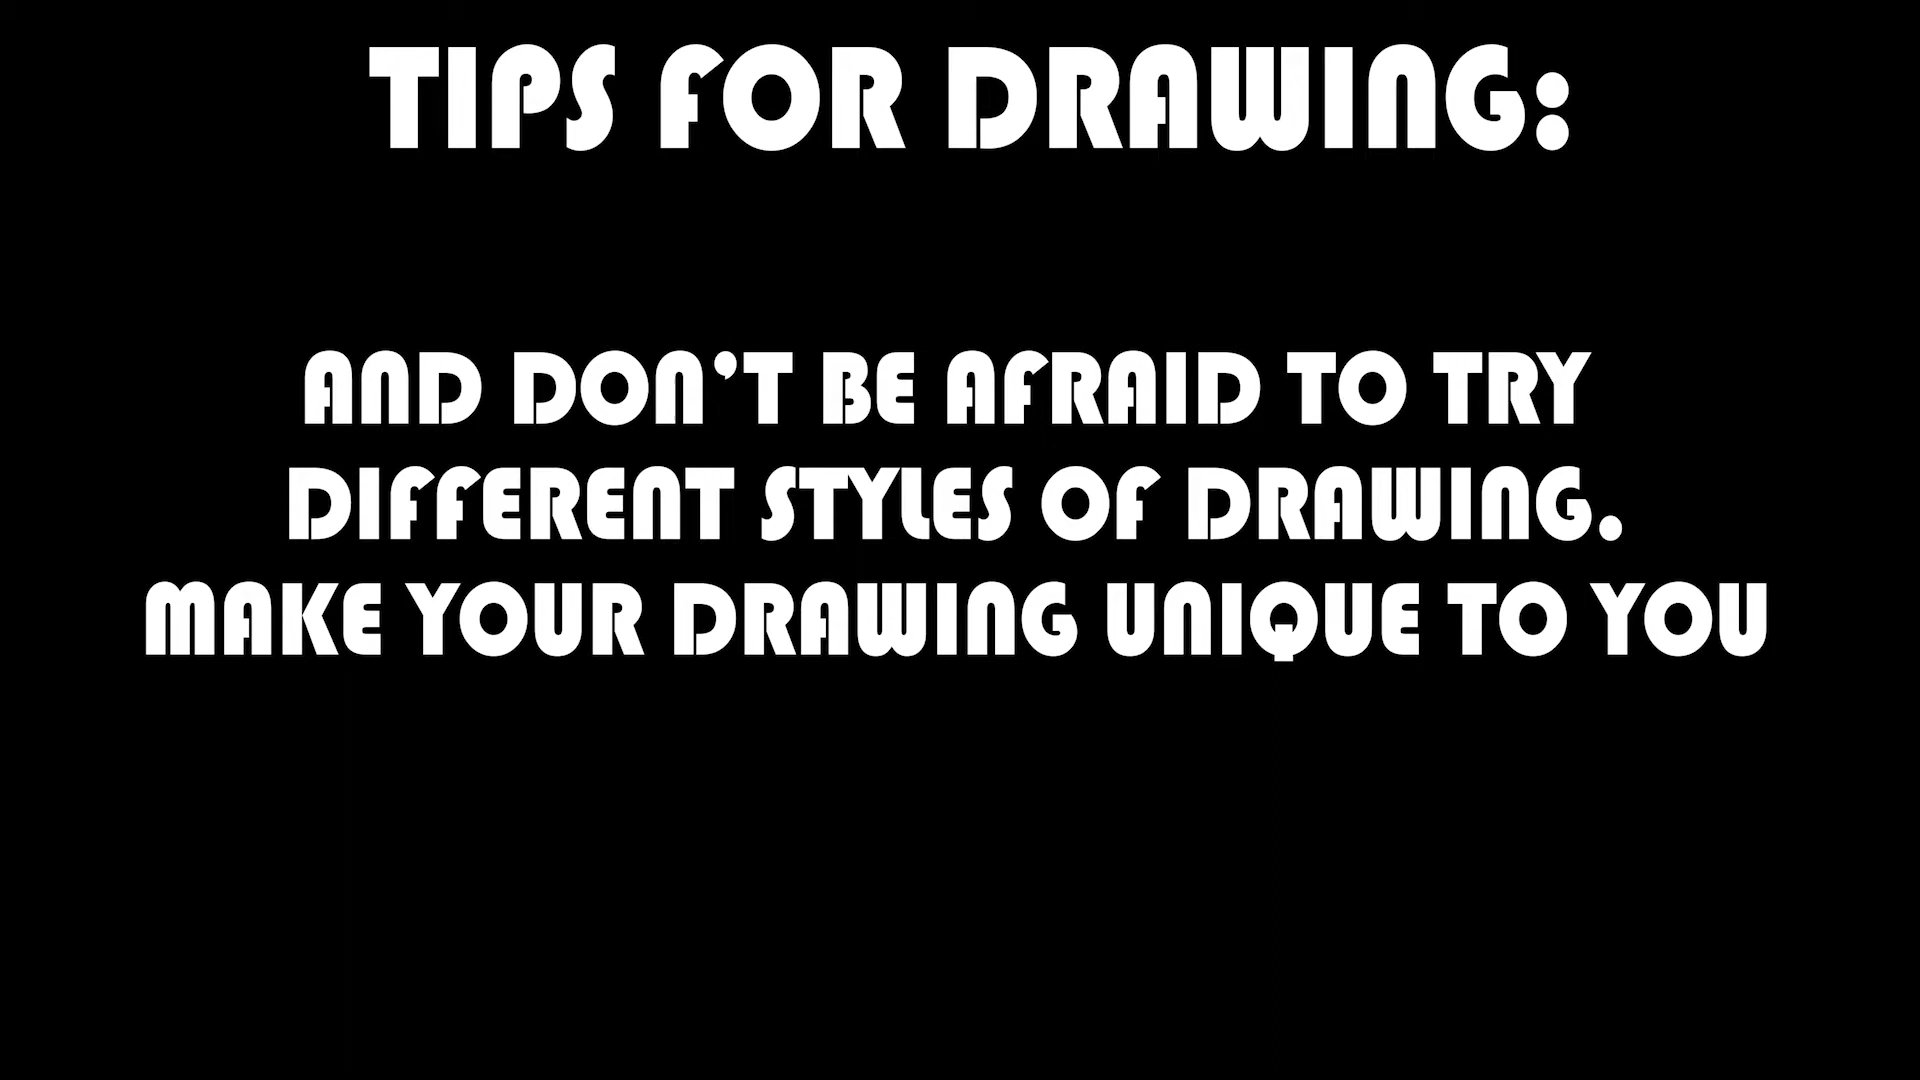 TIPS FOR DRAWING:
AND DON’T BE AFRAID TO TRY
DIFFERENT STYLES OF DRAWING.
MAKE YOUR DRAWING UNIQUE TO YOU